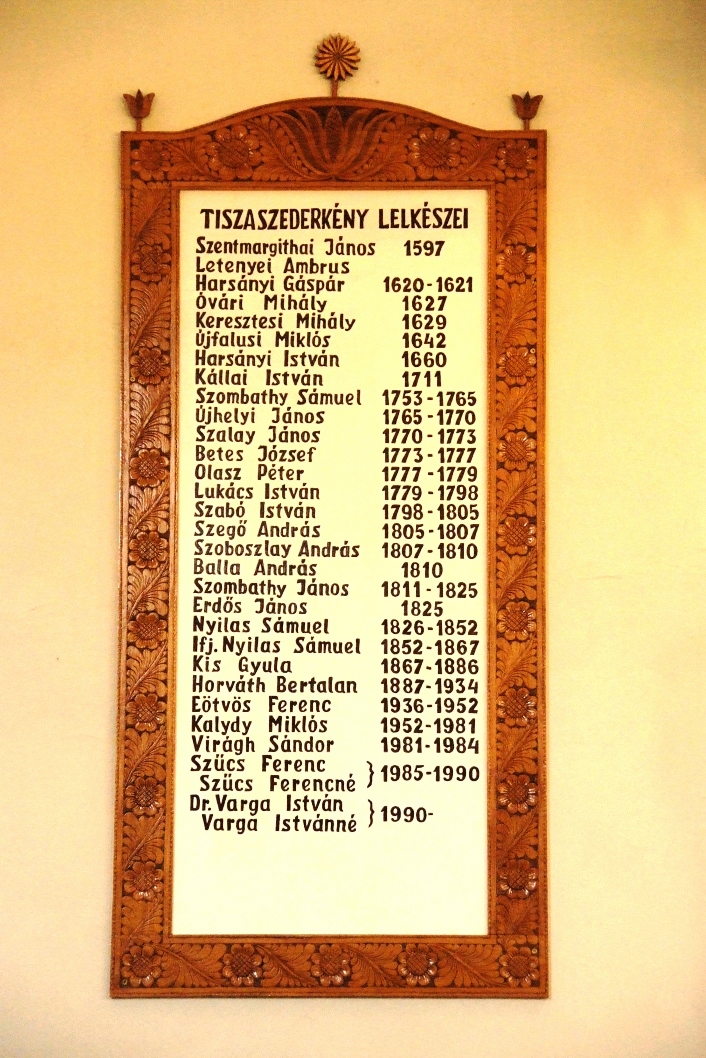 TISZASZEDERKÉNY LELKÉSZEI
Szentmargithai János 1597
Letenyei Ambrus
Harsányi Gáspár 1620-1621
Óvári Mihály 1627
Keresztesi Mihály 1629
Újfalusi Miklós 1642
Harsányi István 1660
Kállai István 1711
Szombathy Sámuel 1753-1765
Újhelyi János 1765-1770
Szalay János 1770-1773
Betes József 1773-1777
Olasz Péter 1777-1779
Lukács István 1779-1798
Szabó István 1798-1805
Szegő András 1805-1807
Szoboszlay András 1807-1810
Balla András 1810
Szombathy János 1811-1825
Erdős János 1825
Nyilas Sámuel 1826-1852
Ifj. Nyilas Sámuel 1852-1867
Kis Gyula 1867-1886
Horváth Bertalan 1887-1934
Eötvös Ferenc 1936-1952
Kalydy Miklós 1952-1981
Virágh Sándor 1981-1984
Szűcs Ferenc
Szűcs Ferencné } 1985-1990
Dr. Varga István
Varga Istvánné } 1990-